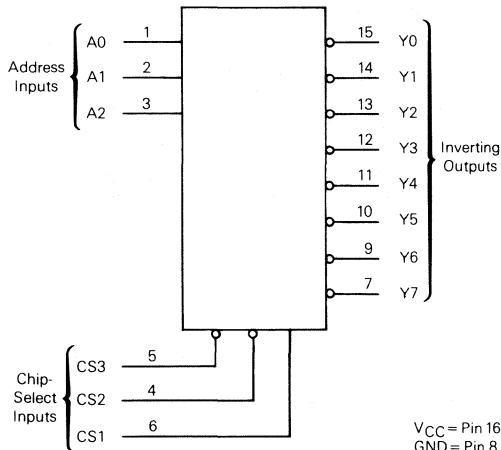 Address
Inputs
A0 1
A1 2
A2 3
15 Y0
14 Y1
13 Y2
12 Y3
11 Y4
10 Y5
9 Y6
7 Y7
Inverting
Outputs
Chip-
Select
Inputs
CS3 5
CS2 4
CS1 6
VCC = Pin 16
GND = Pin 8